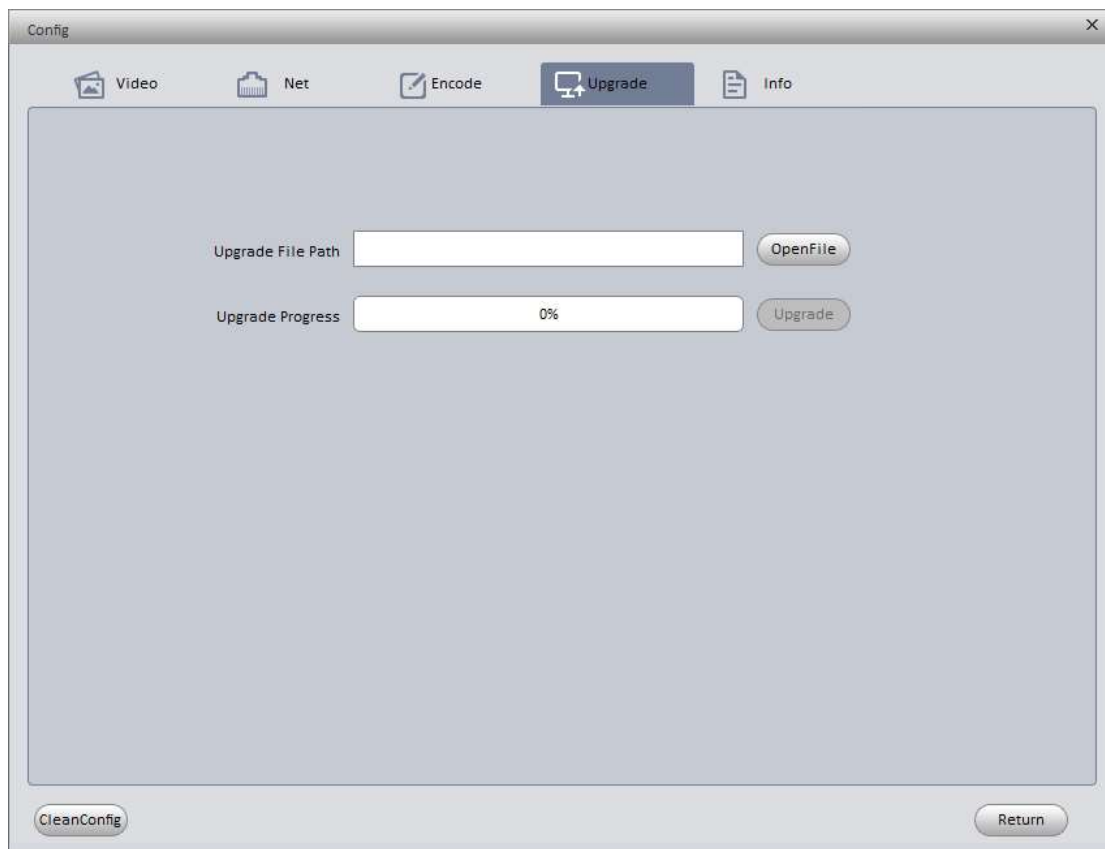 Config
Video Net Encode Upgrade Info
Upgrade File Path OpenFile
Upgrade Progress 0% Upgrade
CleanConfig Return